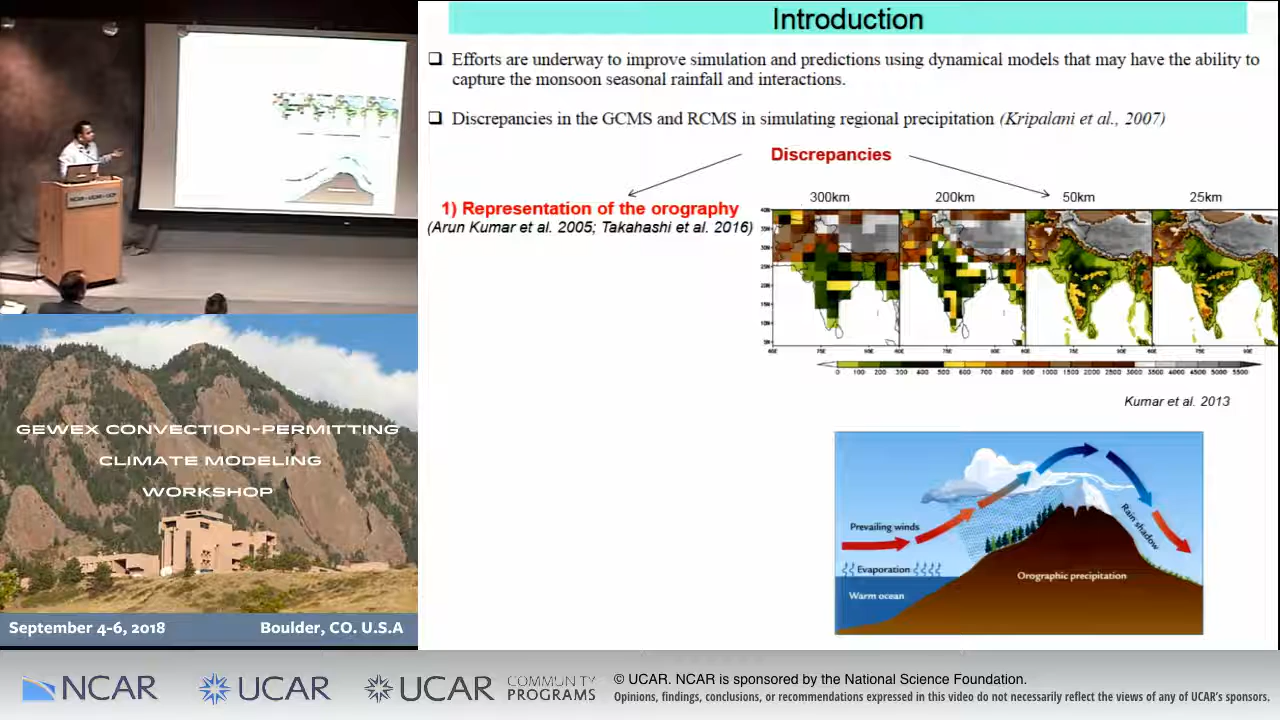 Introduction
❑ Efforts are underway to improve simulation and predictions using dynamical models that may have the ability to
capture the monsoon seasonal rainfall and interactions.
❑ Discrepancies in the GCMS and RCMS in simulating regional precipitation (Kripalani et al., 2007)
Discrepancies
1) Representation of the orography
(Arun Kumar et al. 2005; Takahashi et al. 2016)
300km 200km 50km 25km
0 100 200 300 400 500 600 700 800 900 1000 1500 2000 2500 3000 3500 4000 4500 5000 5500
Kumar et al. 2013
Prevailing winds
Rain shadow
Evaporation
Orographic precipitation
Warm ocean
GEWEX CONVECTION-PERMITTING
CLIMATE MODELING
WORKSHOP
September 4-6, 2018 Boulder, CO. U.S.A
NCAR UCAR UCAR COMMUNITY PROGRAMS
© UCAR. NCAR is sponsored by the National Science Foundation.
Opinions, findings, conclusions, or recommendations expressed in this video do not necessarily reflect the views of any of UCAR's sponsors.